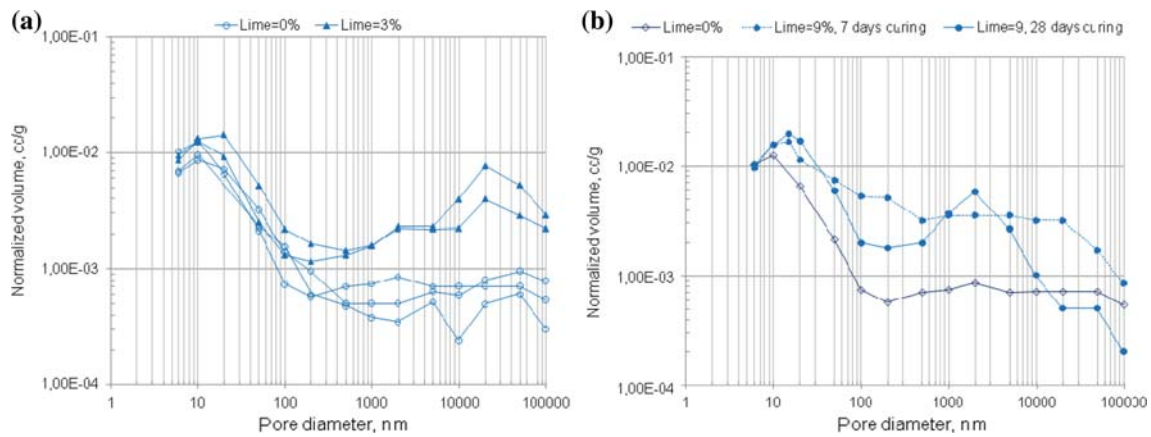 (a)
Lime=0% Lime=3%
1,00E-01
1,00E-02
1,00E-03
1,00E-04
Normalized volume, cc/g
1 10 100 1000 10000 100000
Pore diameter, nm
(b)
Lime=0% Lime=9%, 7 days curing Lime=9, 28 days curing
1,00E-01
1,00E-02
1,00E-03
1,00E-04
Normalized volume, cc/g
1 10 100 1000 10000 100000
Pore diameter, nm